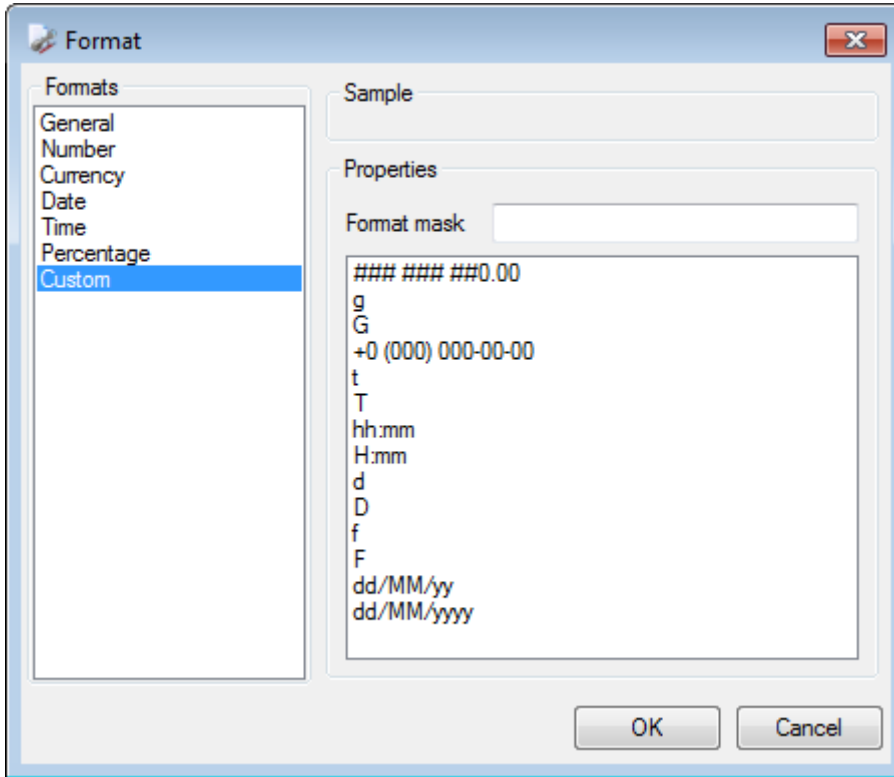 Format
Formats
General
Number
Currency
Date
Time
Percentage
Custom
Sample
Properties
Format mask
### ### ##0.00
g
G
+0 (000) 000-00-00
t
T
hh:mm
H:mm
d
D
f
F
dd/MM/yy
dd/MM/yyyy
OK
Cancel